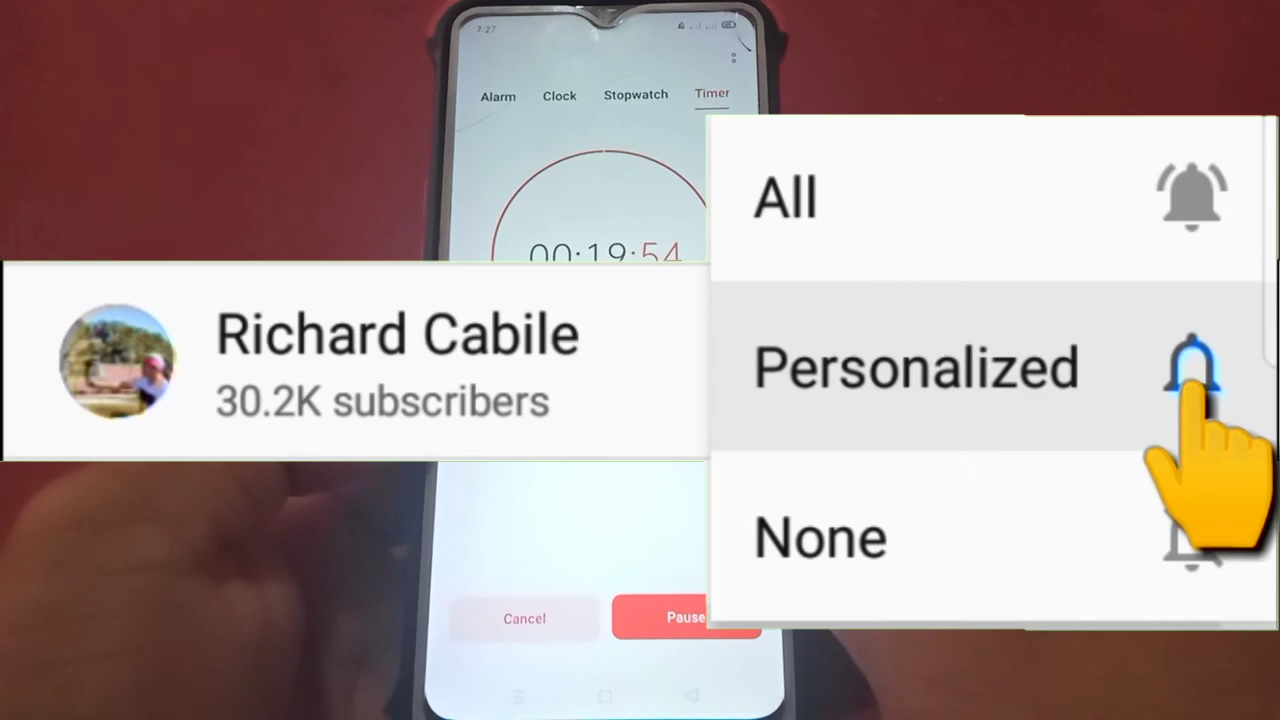 7:27
Alarm Clock Stopwatch Timer
00:19:54
All
Richard Cabile
30.2K subscribers
Personalized
None
Cancel Pause